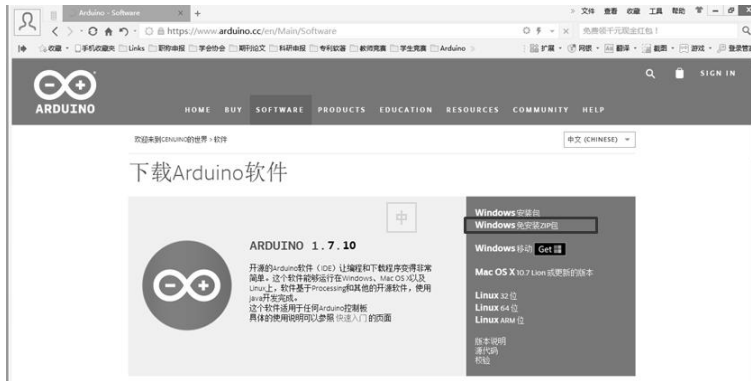 Arduino - Software × +
文件 查看 收藏 工具 帮助
https://www.arduino.cc/en/Main/Software
免费领千元现金红包！
收藏 手机收藏夹 Links 职称申报 学会协会 期刊论文 科研申报 专利软著 教师竞赛 学生竞赛 Arduino »
扩展 网银 翻译 截图 游戏 登录管
SIGN IN
ARDUINO
HOME BUY SOFTWARE PRODUCTS EDUCATION RESOURCES COMMUNITY HELP
欢迎来到GENUINO的世界 > 软件
中文 (CHINESE)
下载Arduino软件
中
ARDUINO 1.7.10
开源的Arduino软件（IDE）让编程和下载程序变得非常
简单。这个软件能够运行在Windows、Mac OS X以及
Linux上，软件基于Processing和其他的开源软件，使用
java开发完成。
这个软件适用于任何Arduino控制板
具体的使用说明可以参照 快速入门 的页面
Windows 安装包
Windows 免安装ZIP包
Windows 移动 Get
Mac OS X 10.7 Lion 或更新的版本
Linux 32 位
Linux 64 位
Linux ARM 位
版本说明
源代码
校验